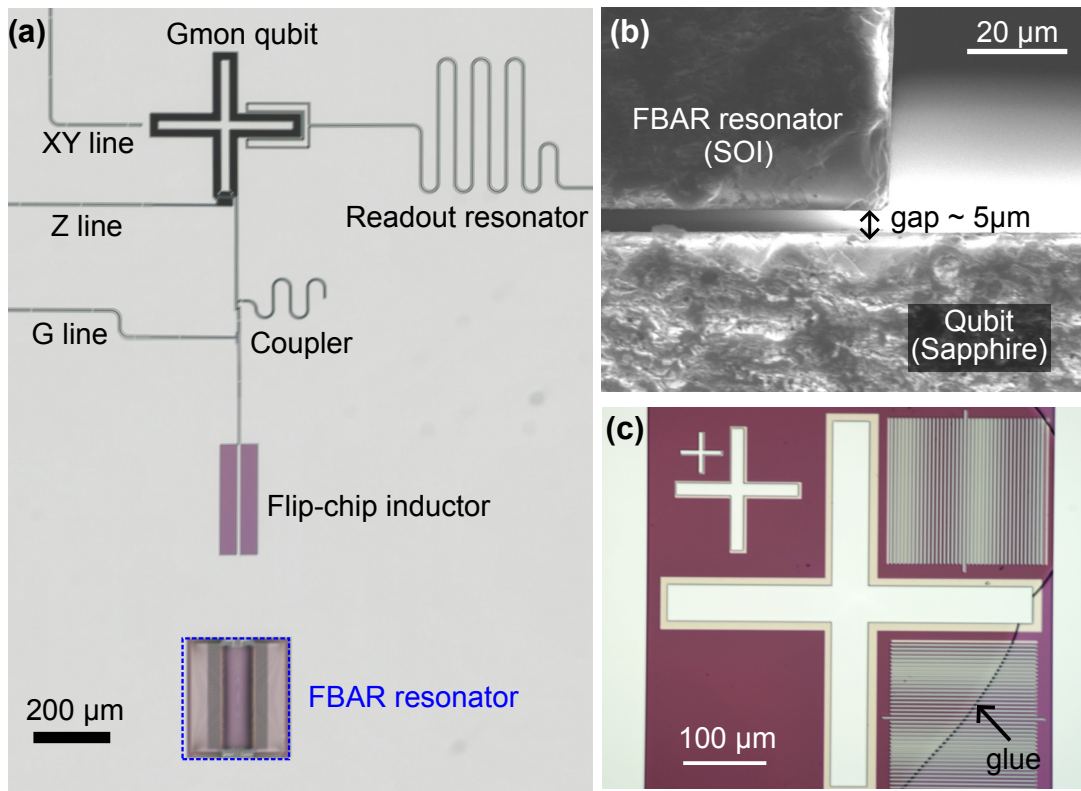 (a)
Gmon qubit
XY line
Z line
Readout resonator
G line
Coupler
Flip-chip inductor
FBAR resonator
200 μm
(b)
20 μm
FBAR resonator
(SOI)
gap ~ 5μm
Qubit
(Sapphire)
(c)
100 μm
glue